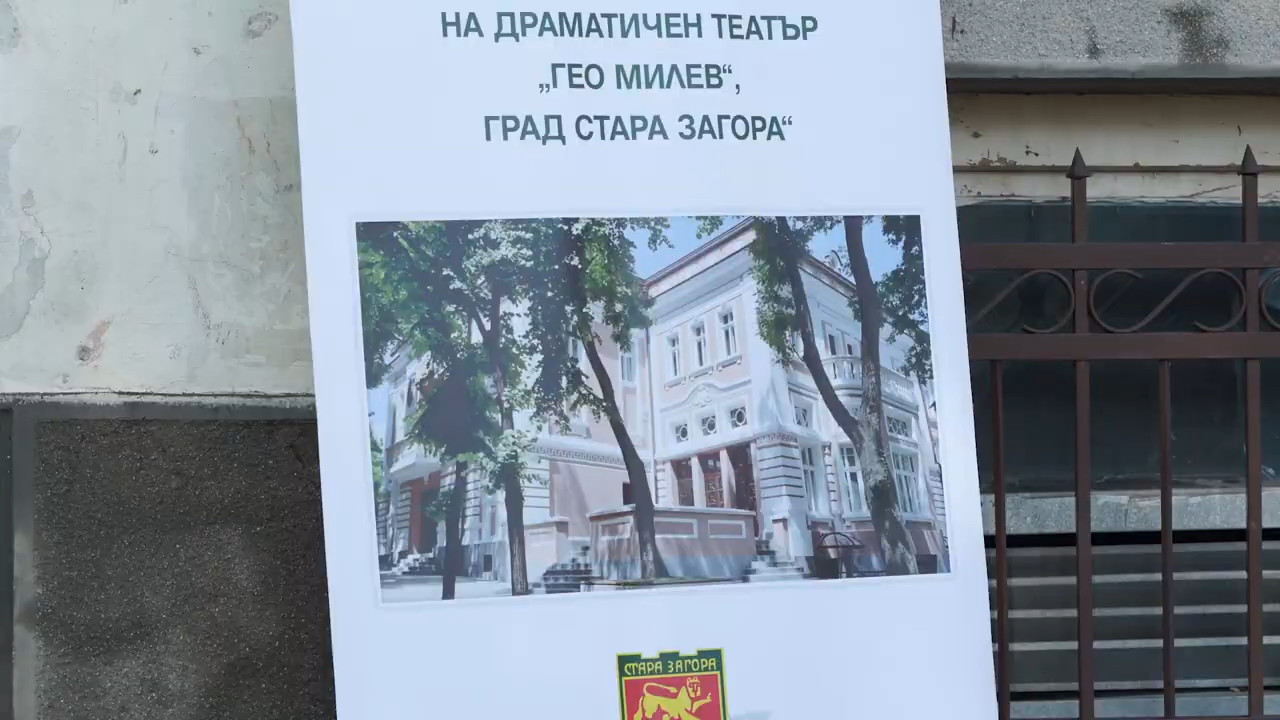 НА ДРАМАТИЧЕН ТЕАТЪР
„ГЕО МИЛЕВ“,
ГРАД СТАРА ЗАГОРА“
СТАРА ЗАГОРА